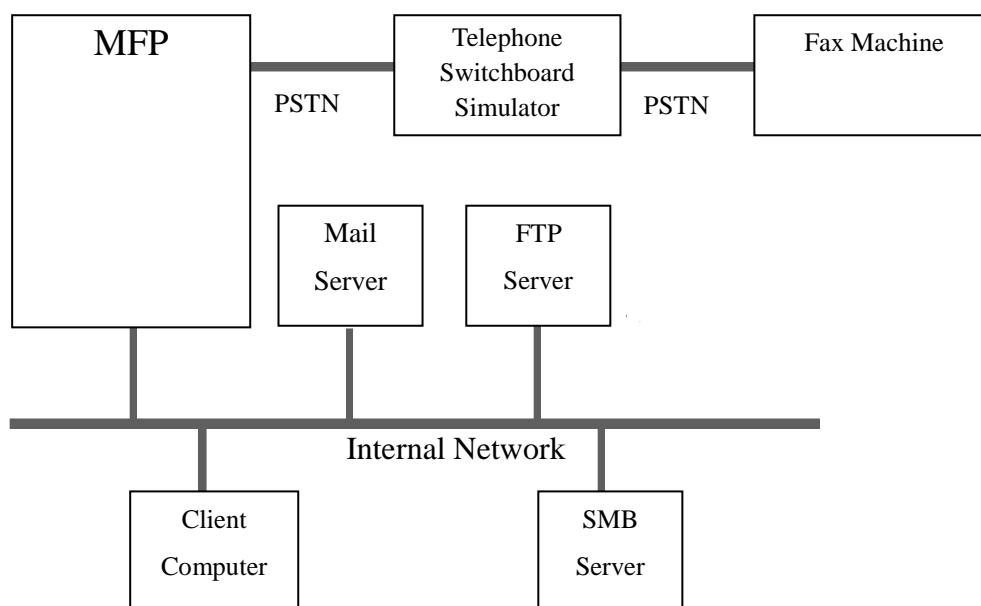 MFP
Telephone
Switchboard
Simulator
Fax Machine
PSTN
PSTN
Mail
Server
FTP
Server
Internal Network
Client
Computer
SMB
Server